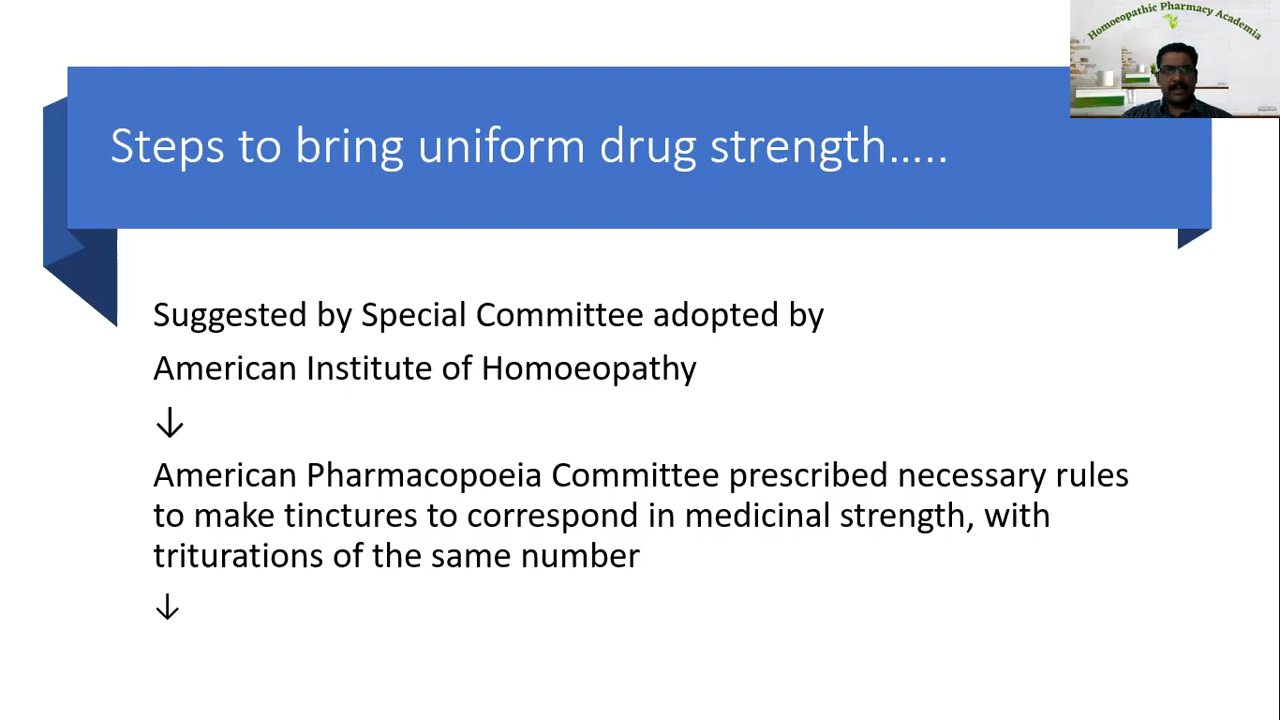 Homoeopathic Pharmacy Academia
Steps to bring uniform drug strength…..
Suggested by Special Committee adopted by
American Institute of Homoeopathy
↓
American Pharmacopoeia Committee prescribed necessary rules
to make tinctures to correspond in medicinal strength, with
triturations of the same number
↓